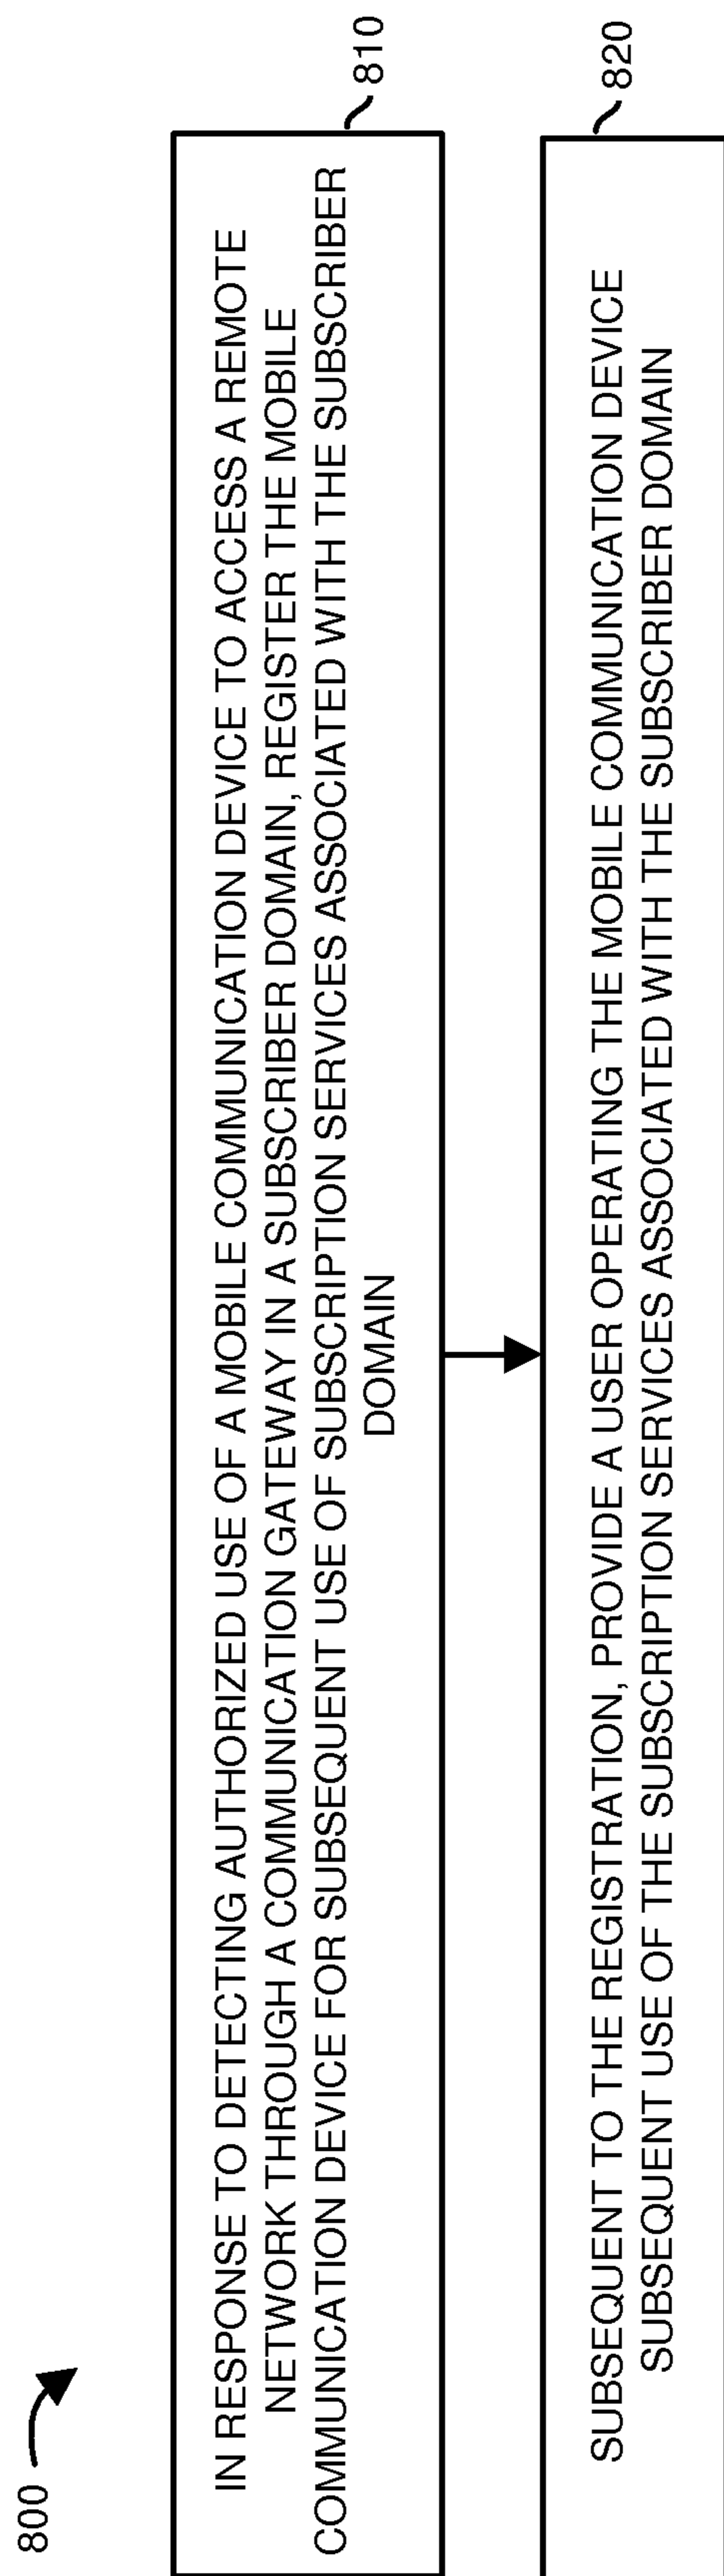 800
810
IN RESPONSE TO DETECTING AUTHORIZED USE OF A MOBILE COMMUNICATION DEVICE TO ACCESS A REMOTE
NETWORK THROUGH A COMMUNICATION GATEWAY IN A SUBSCRIBER DOMAIN, REGISTER THE MOBILE
COMMUNICATION DEVICE FOR SUBSEQUENT USE OF SUBSCRIPTION SERVICES ASSOCIATED WITH THE SUBSCRIBER
DOMAIN
820
SUBSEQUENT TO THE REGISTRATION, PROVIDE A USER OPERATING THE MOBILE COMMUNICATION DEVICE
SUBSEQUENT USE OF THE SUBSCRIPTION SERVICES ASSOCIATED WITH THE SUBSCRIBER DOMAIN